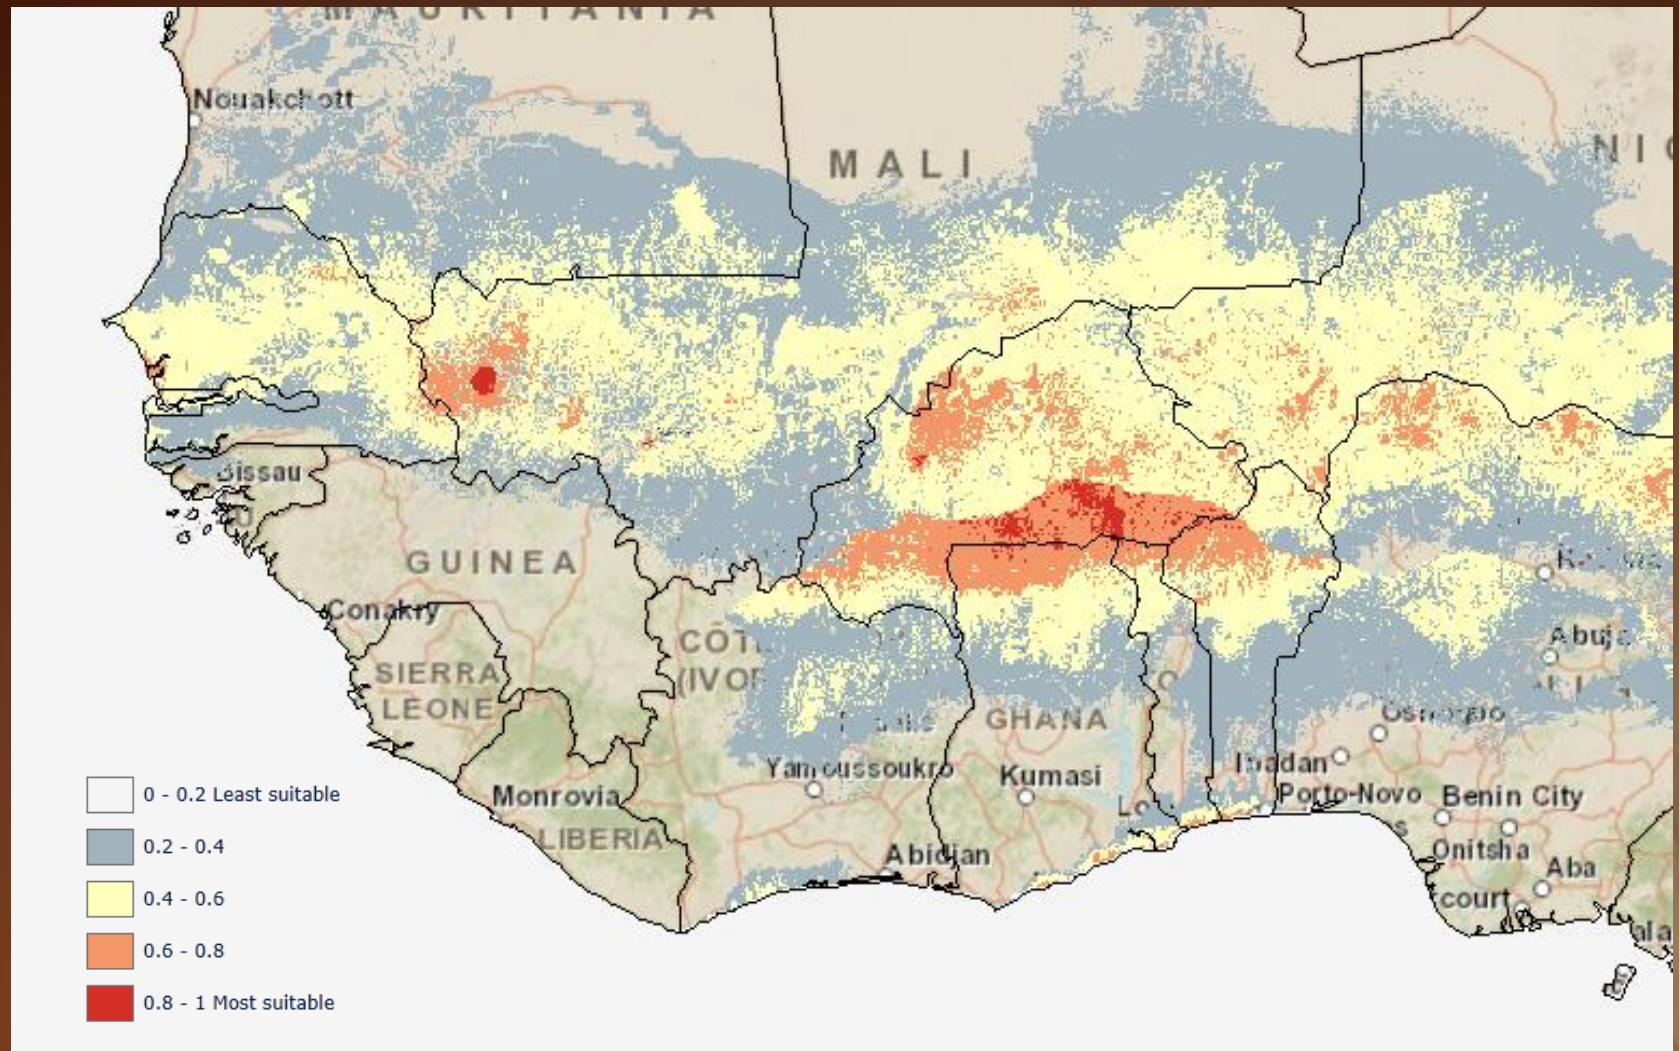 MAURITANIA
Nouakchott
MALI
Bissau
GUINEA
Conakry
SIERRA
LEONE
Monrovia
LIBERIA
GHANA
Yamoussoukro
Kumasi
Abidjan
Ibadan
Porto-Novo
Benin City
Onitsha
Aba
court
Abuja
0 - 0.2 Least suitable
0.2 - 0.4
0.4 - 0.6
0.6 - 0.8
0.8 - 1 Most suitable